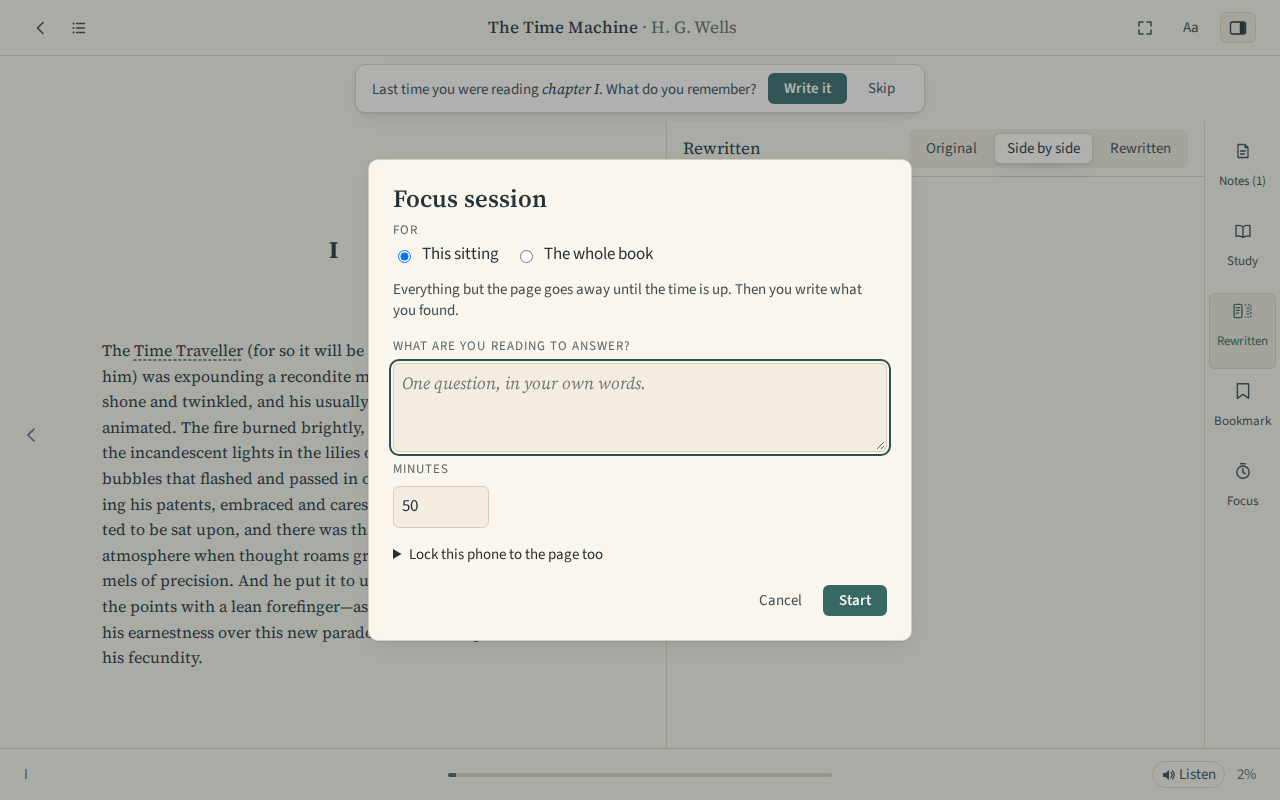 The Time Machine · H. G. Wells
Aa
Last time you were reading chapter I. What do you remember?
Write it
Skip
Rewritten
Original
Side by side
Rewritten
Notes (1)
Study
Rewritten
Bookmark
Focus
I
The Time Traveller (for so it will be
him) was expounding a recondite m
shone and twinkled, and his usually
animated. The fire burned brightly,
the incandescent lights in the lilies
bubbles that flashed and passed in
ing his patents, embraced and cares
ted to be sat upon, and there was th
atmosphere when thought roams gr
mels of precision. And he put it to u
the points with a lean forefinger—as
his earnestness over this new parad
his fecundity.
Focus session
FOR
This sitting
The whole book
Everything but the page goes away until the time is up. Then you write what
you found.
WHAT ARE YOU READING TO ANSWER?
One question, in your own words.
MINUTES
50
Lock this phone to the page too
Cancel
Start
I
Listen
2%